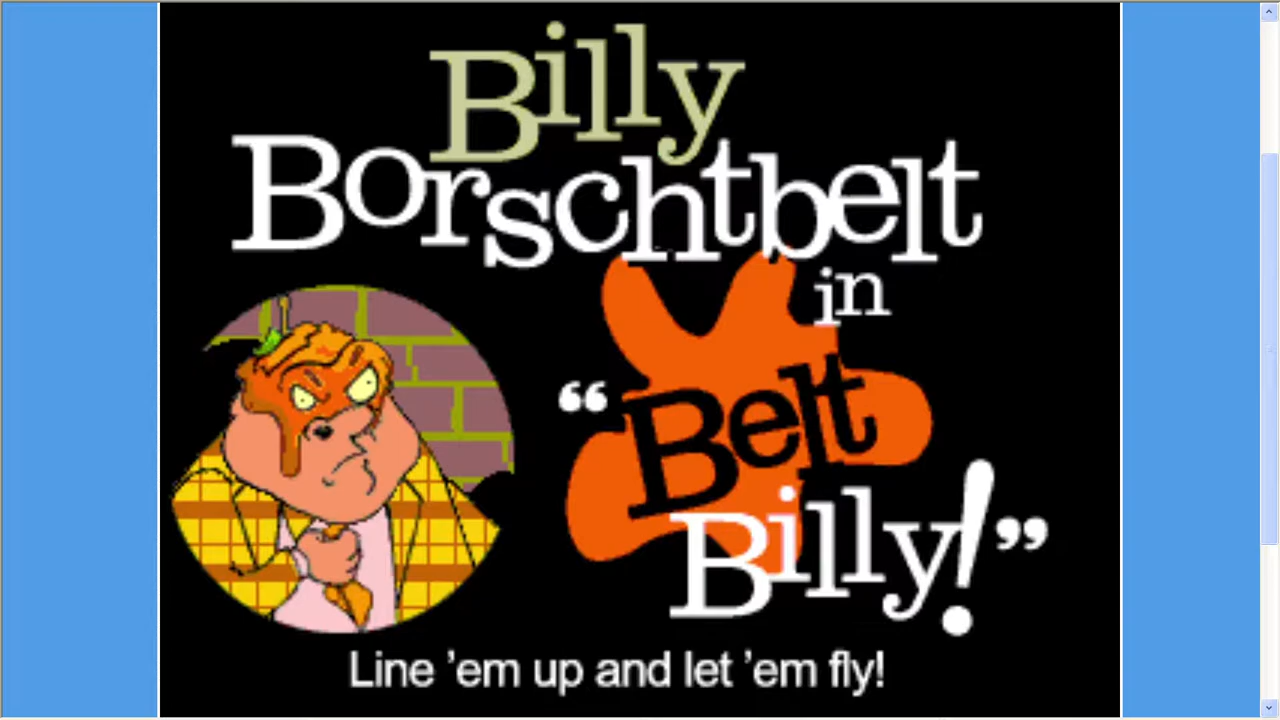 Billy
Borschtbelt
in
“Belt
Billy!”
Line ’em up and let ’em fly!